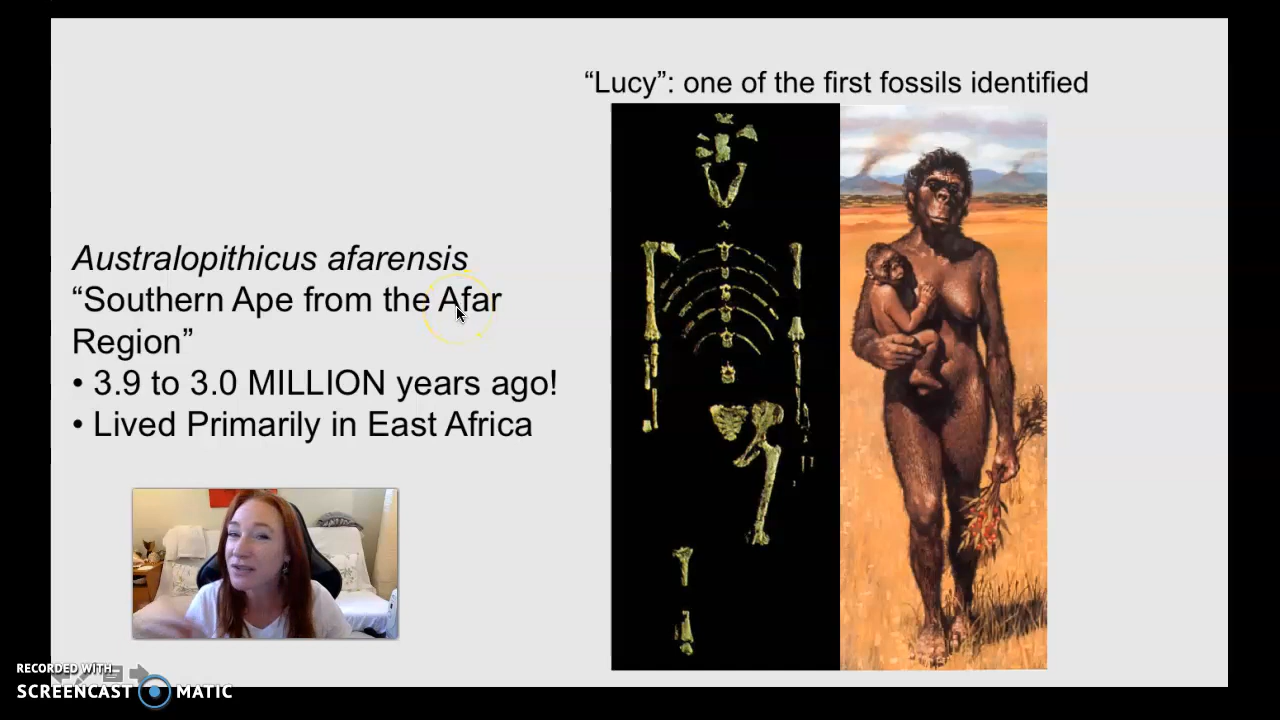 “Lucy”: one of the first fossils identified
Australopithicus afarensis
“Southern Ape from the Afar
Region”
• 3.9 to 3.0 MILLION years ago!
• Lived Primarily in East Africa
RECORDED WITH
SCREENCAST MATIC